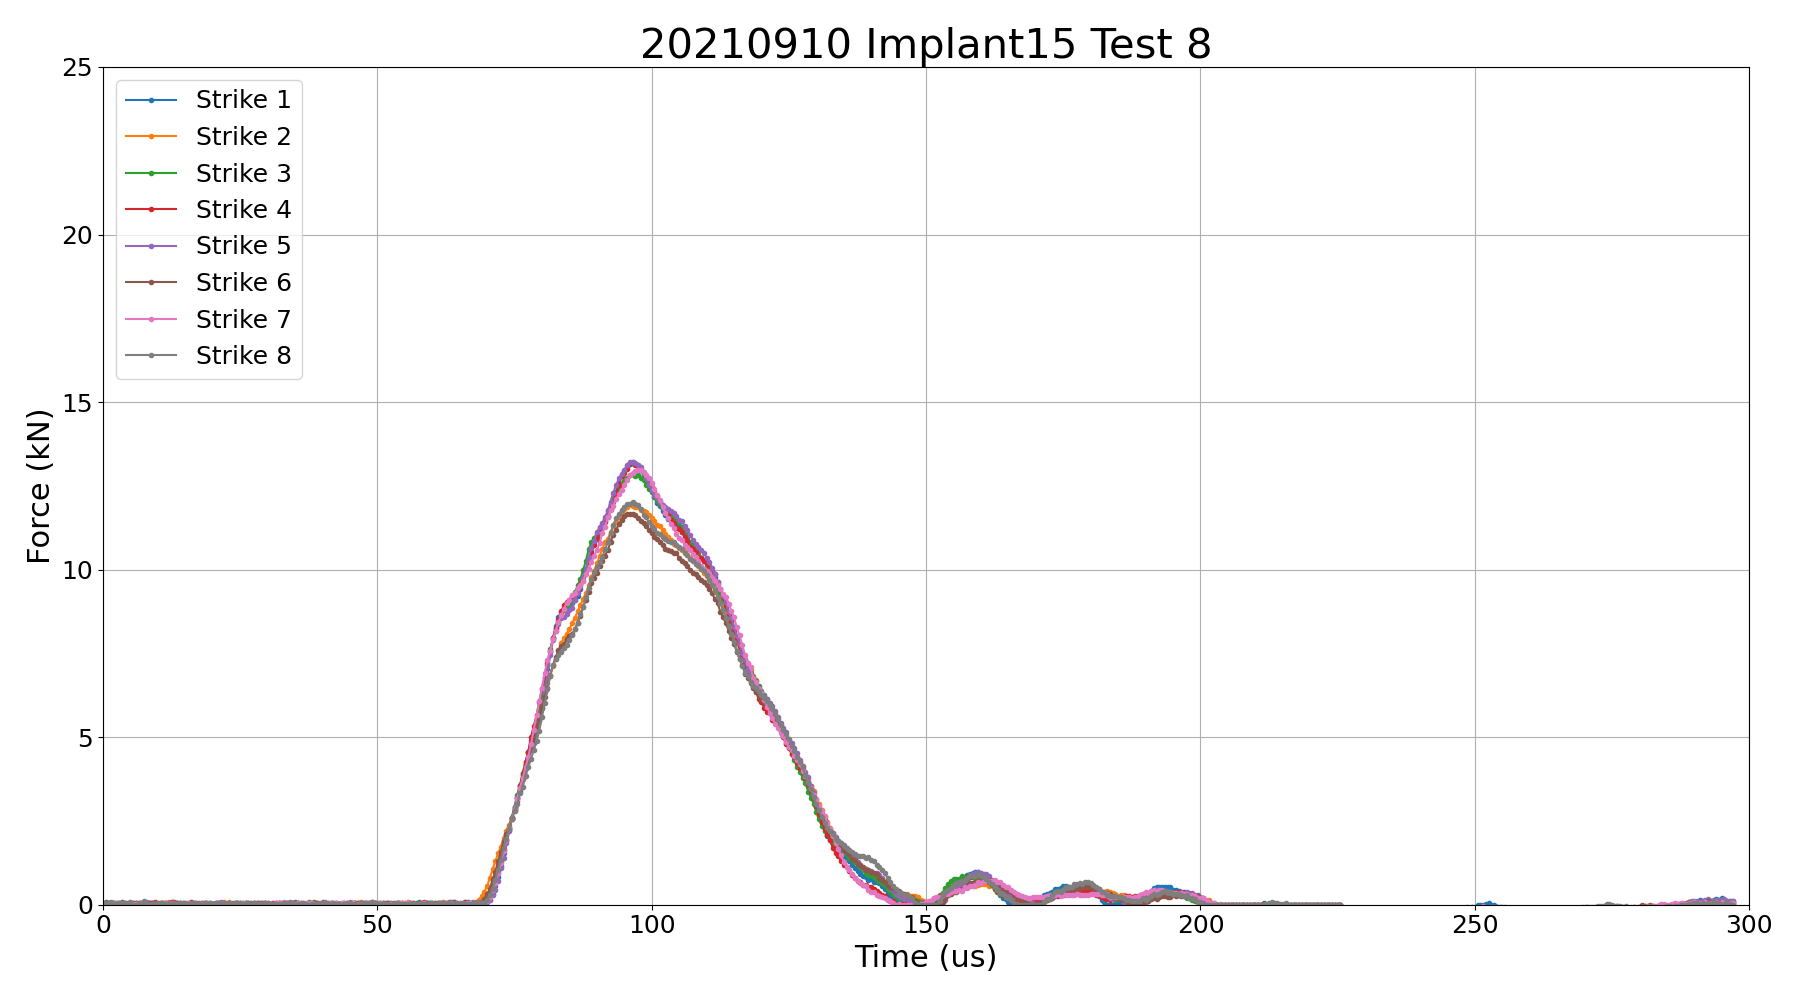 20210910 Implant15 Test 8
25
20
15
10
5
0
Force (kN)
Strike 1
Strike 2
Strike 3
Strike 4
Strike 5
Strike 6
Strike 7
Strike 8
0 50 100 150 200 250 300
Time (us)